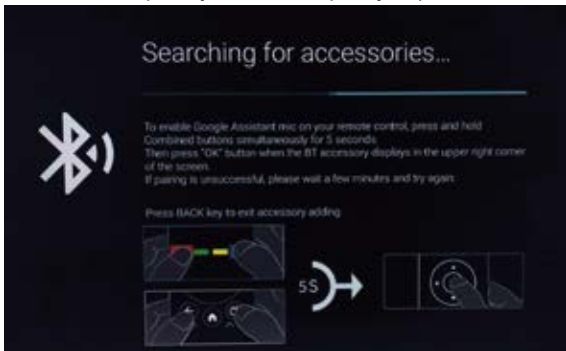 Searching for accessories...
To enable Google Assistant mic on your remote control, press and hold
Combined buttons simultaneously for 5 seconds
Then press "OK" button when the BT accessory displays in the upper right corner
of the screen.
If pairing is unsuccessful, please wait a few minutes and try again.
Press BACK key to exit accessory adding
5S